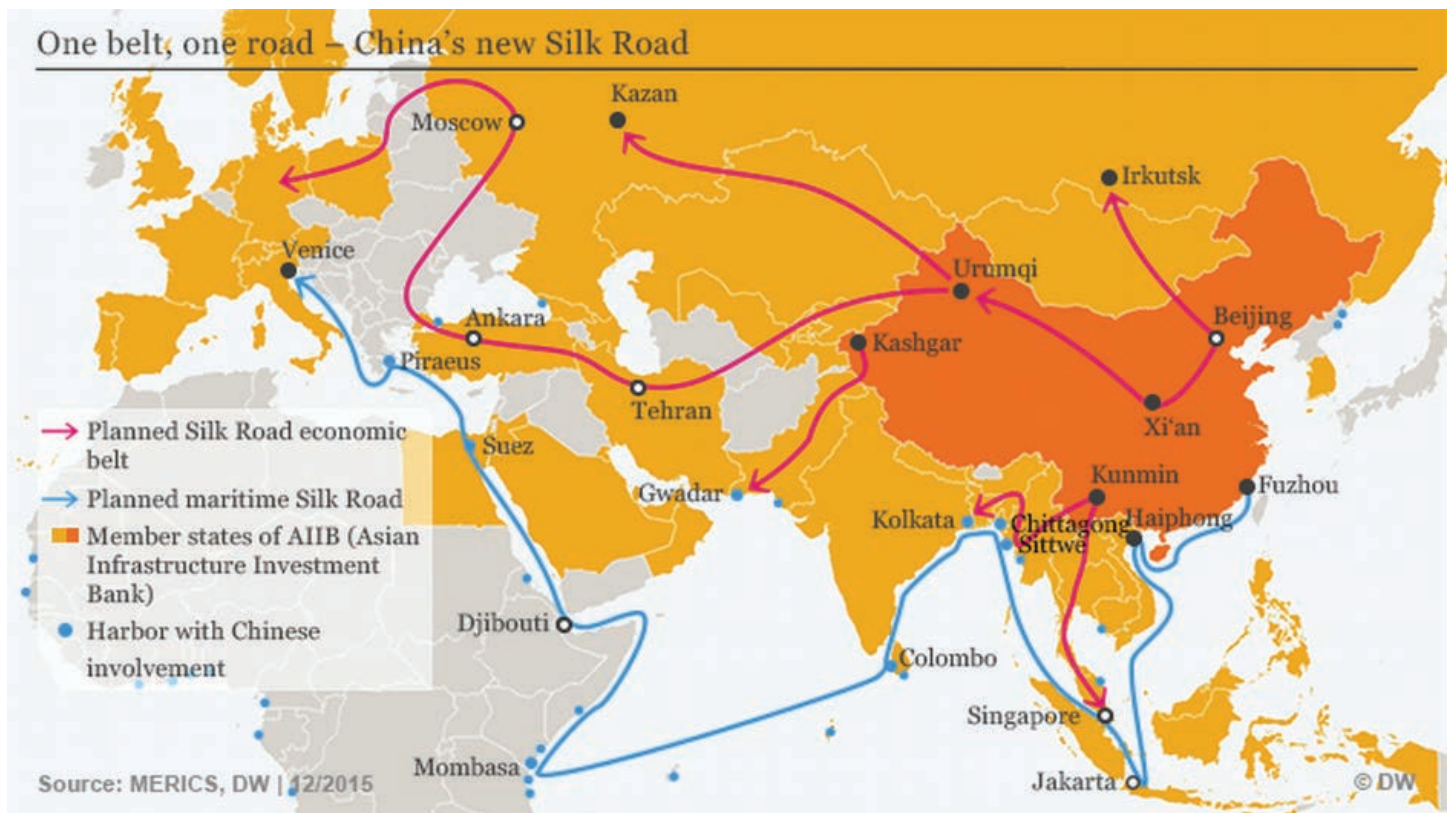 One belt, one road – China's new Silk Road
Kazan
Moscow
Irkutsk
Venice
Urumqi
Ankara
Beijing
Kashgar
Piraeus
Tehran
Xi‘an
Planned Silk Road economic
belt
Suez
Kunmin
Planned maritime Silk Road
Gwadar
Fuzhou
Kolkata
Chittagong
Haiphong
Sittwe
Member states of AIIB (Asian
Infrastructure Investment
Bank)
Djibouti
Harbor with Chinese
involvement
Colombo
Singapore
Mombasa
Jakarta
Source: MERICS, DW | 12/2015
© DW